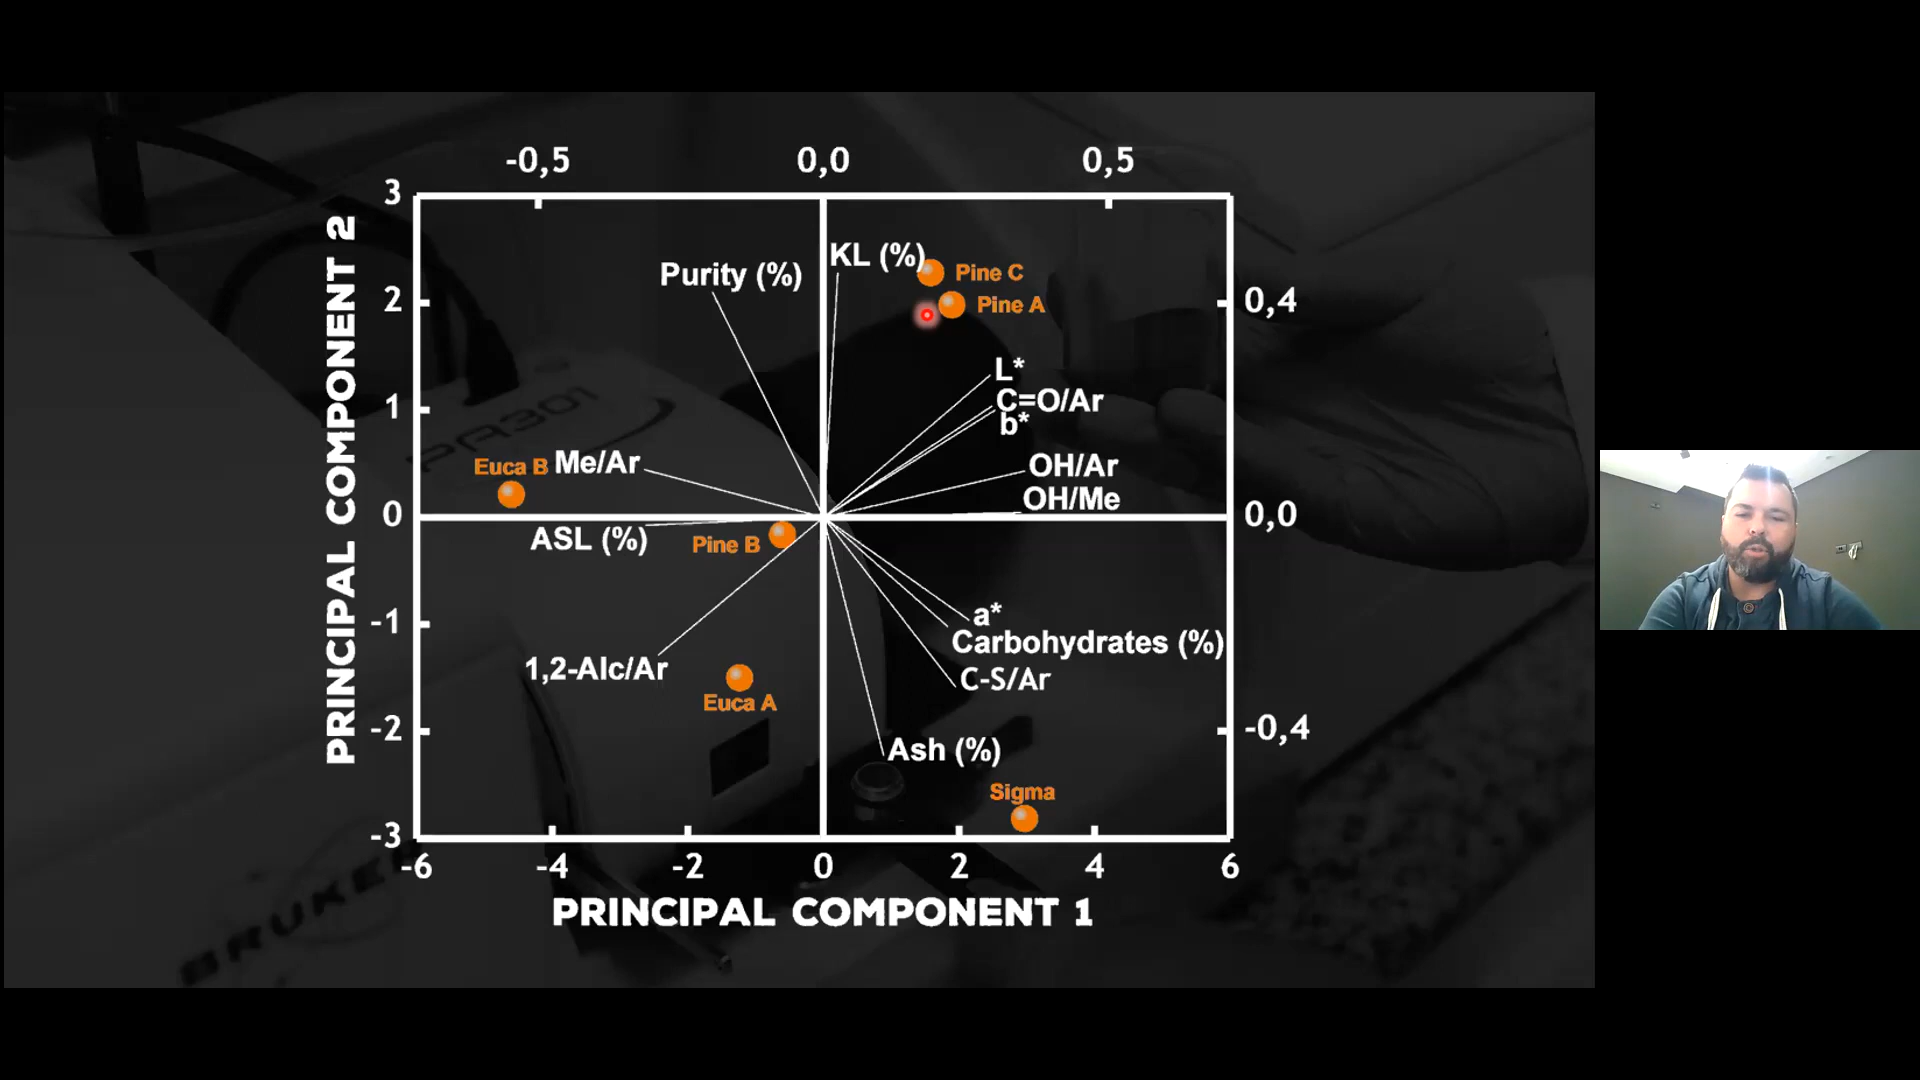 -0,5 0,0 0,5
3
KL (%)
Pine C
Purity (%)
2
Pine A
0,4
L*
1
C=O/Ar
b*
PA301
Euca B
Me/Ar
OH/Ar
OH/Me
0
0,0
ASL (%)
Pine B
a*
-1
Carbohydrates (%)
1,2-Alc/Ar
C-S/Ar
Euca A
-2
-0,4
Ash (%)
Sigma
-3
-6 -4 -2 0 2 4 6
PRINCIPAL COMPONENT 1
PRINCIPAL COMPONENT 2
BRUKER